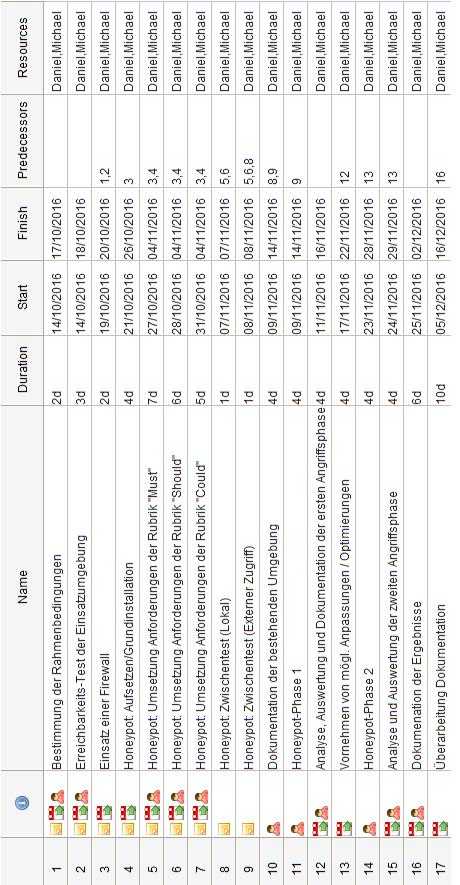 Name Duration Start Finish Predecessors Resources
1 Bestimmung der Rahmenbedingungen 2d 14/10/2016 17/10/2016 Daniel,Michael
2 Erreichbarkeits-Test der Einsatzumgebung 3d 14/10/2016 18/10/2016 Daniel,Michael
3 Einsatz einer Firewall 2d 19/10/2016 20/10/2016 1,2 Daniel,Michael
4 Honeypot: Aufsetzen/Grundinstallation 4d 21/10/2016 26/10/2016 3 Daniel,Michael
5 Honeypot: Umsetzung Anforderungen der Rubrik "Must" 7d 27/10/2016 04/11/2016 3,4 Daniel,Michael
6 Honeypot: Umsetzung Anforderungen der Rubrik "Should" 6d 28/10/2016 04/11/2016 3,4 Daniel,Michael
7 Honeypot: Umsetzung Anforderungen der Rubrik "Could" 5d 31/10/2016 04/11/2016 3,4 Daniel,Michael
8 Honeypot: Zwischentest (Lokal) 1d 07/11/2016 07/11/2016 5,6 Daniel,Michael
9 Honeypot: Zwischentest (Externer Zugriff) 1d 08/11/2016 08/11/2016 5,6,8 Daniel,Michael
10 Dokumentation der bestehenden Umgebung 4d 09/11/2016 14/11/2016 8,9 Daniel,Michael
11 Honeypot-Phase 1 4d 09/11/2016 14/11/2016 9 Daniel,Michael
12 Analyse, Auswertung und Dokumentation der ersten Angriffsphase 4d 11/11/2016 16/11/2016 Daniel,Michael
13 Vornehmen von mögl. Anpassungen / Optimierungen 4d 17/11/2016 22/11/2016 12 Daniel,Michael
14 Honeypot-Phase 2 4d 23/11/2016 28/11/2016 13 Daniel,Michael
15 Analyse und Auswertung der zweiten Angriffsphase 4d 24/11/2016 29/11/2016 13 Daniel,Michael
16 Dokumenation der Ergebnisse 6d 25/11/2016 02/12/2016 Daniel,Michael
17 Überarbeitung Dokumentation 10d 05/12/2016 16/12/2016 16 Daniel,Michael